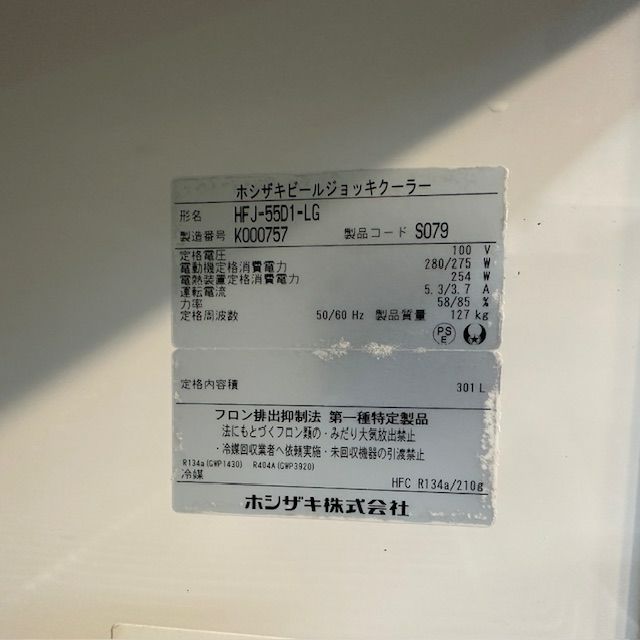 ホシザキビールジョッキクーラー
形名 HFJ-55D1-LG
製造番号 K000757 製品コード S079
定格電圧 100 V
電動機定格消費電力 280/275 W
電熱装置定格消費電力 254 W
運転電流 5.3/3.7 A
力率 58/85 %
定格周波数 50/60 Hz 製品質量 127 kg
PSE
定格内容積 301 L
フロン排出抑制法 第一種特定製品
法にもとづくフロン類の・みだり大気放出禁止
・冷媒回収業者へ依頼実施・未回収機器の引渡禁止
R134a(GWP1430) R404A(GWP3920)
冷媒 HFC R134a/210g
ホシザキ株式会社